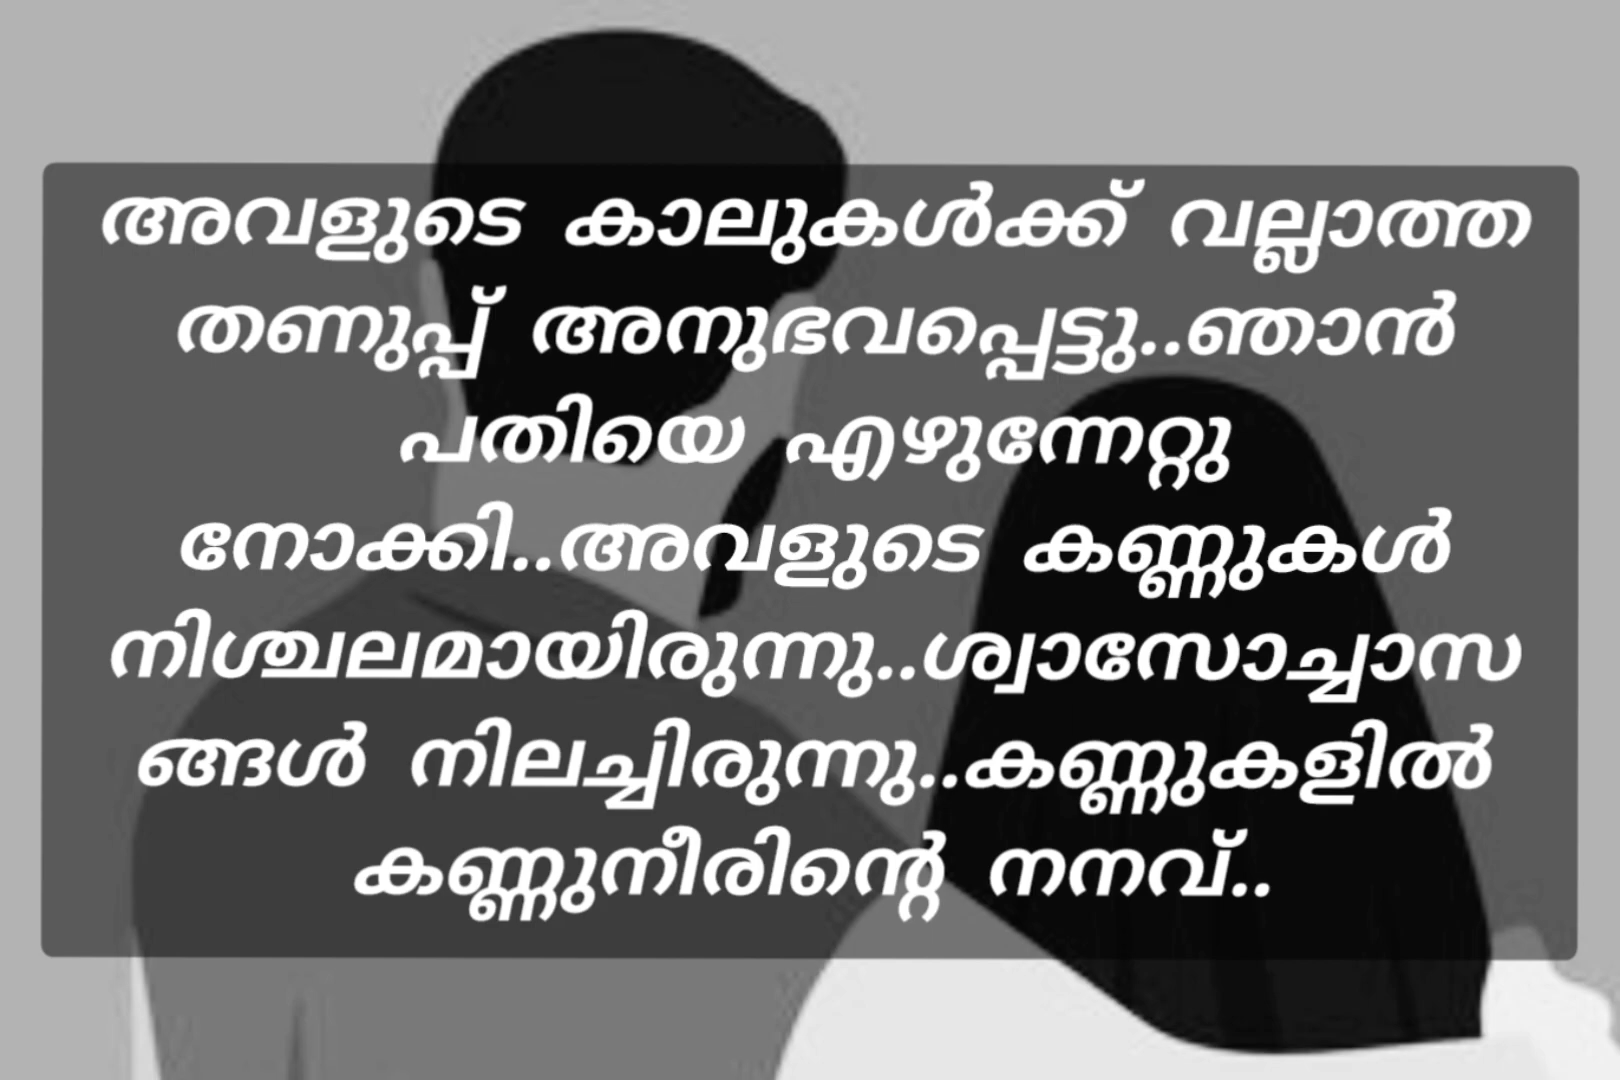 അവളുടെ കാലുകൾക്ക് വല്ലാത്ത
തണുപ്പ് അനുഭവപ്പെട്ടു..ഞാൻ
പതിയെ എഴുന്നേറ്റു
നോക്കി..അവളുടെ കണ്ണുകൾ
നിശ്ചലമായിരുന്നു..ശ്വാസോച്ചാസ
ങ്ങൾ നിലച്ചിരുന്നു..കണ്ണുകളിൽ
കണ്ണുനീരിന്റെ നനവ്..